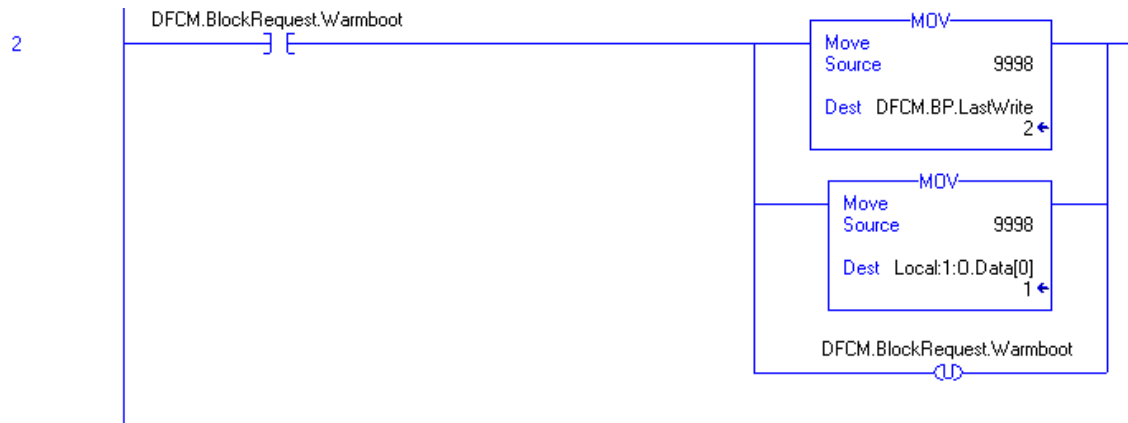 DFCM.BlockRequest.Warmboot
2
MOV
Move
Source 9998
Dest DFCM.BP.LastWrite
2
MOV
Move
Source 9998
Dest Local:1:O.Data[0]
1
DFCM.BlockRequest.Warmboot
U